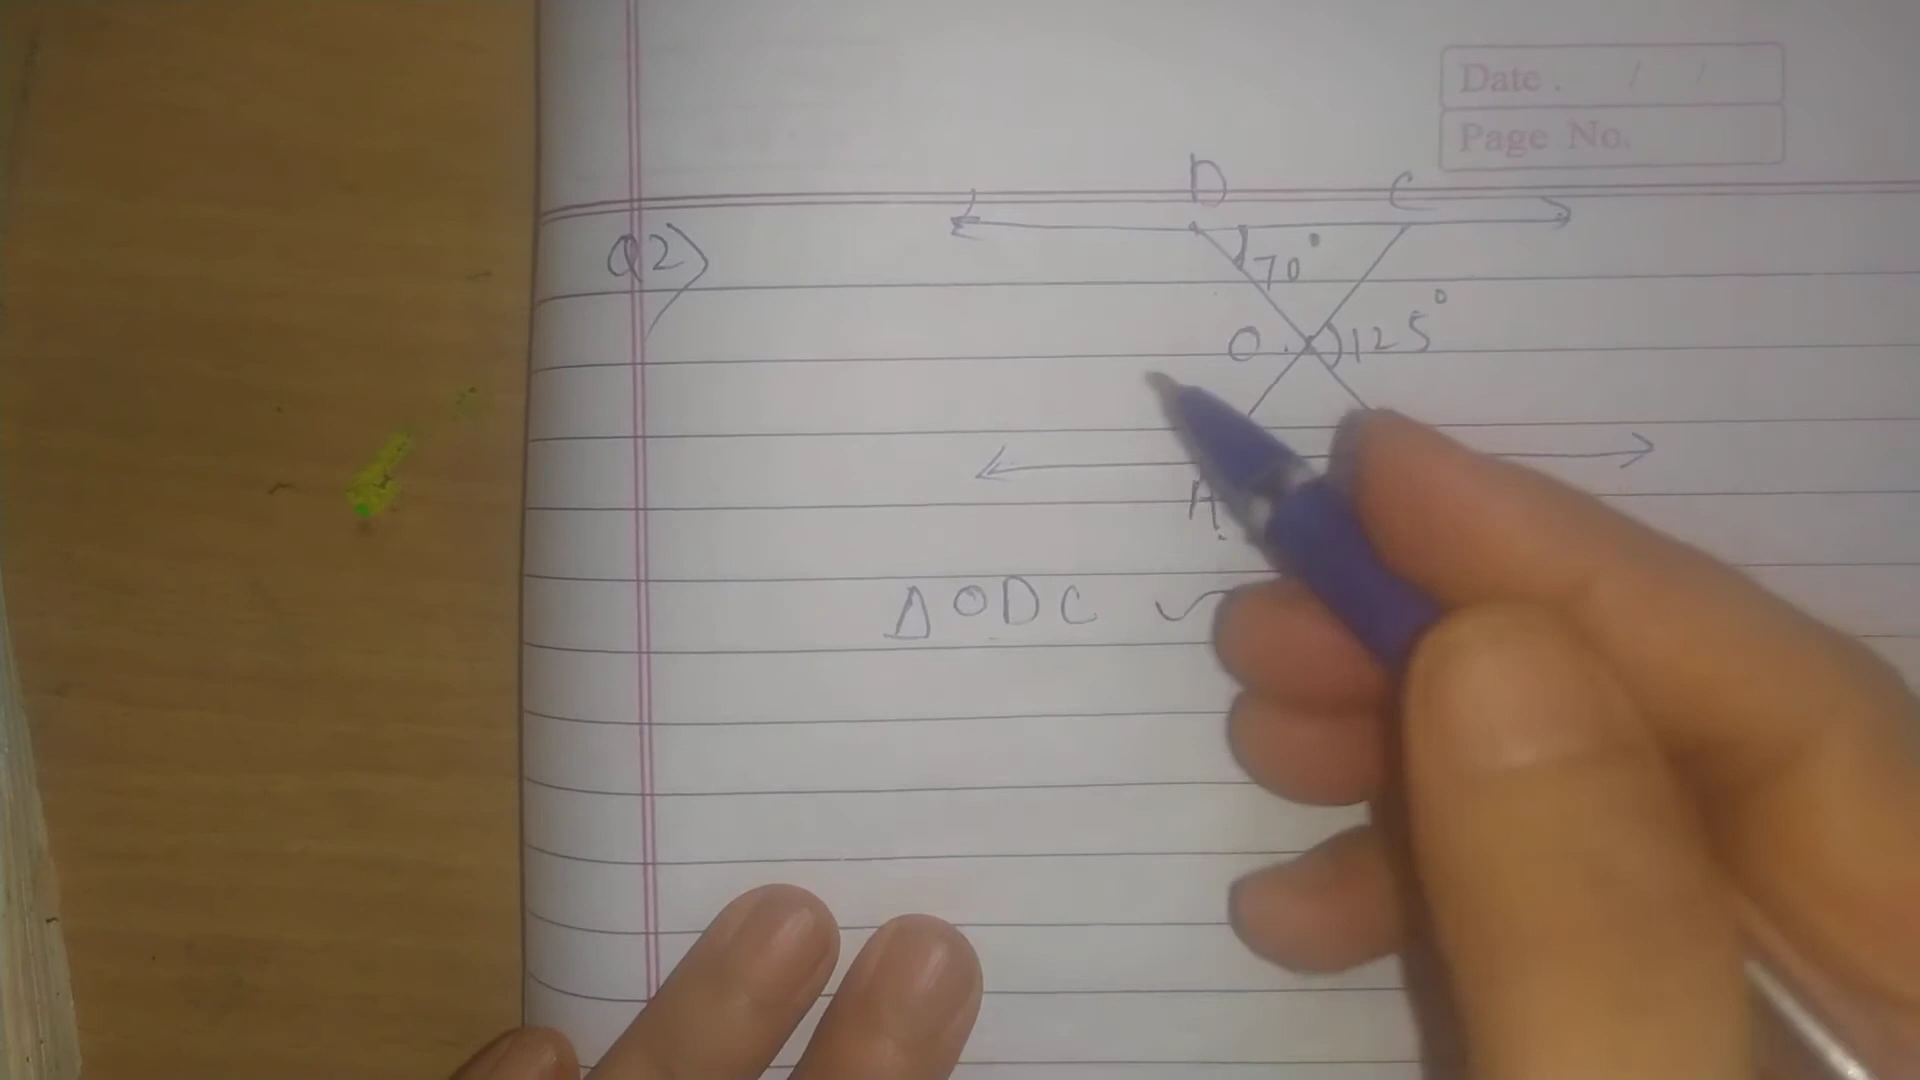 Date . / /
Page No.
D C
Q2)
70°
O 125°
A
Δ ODC